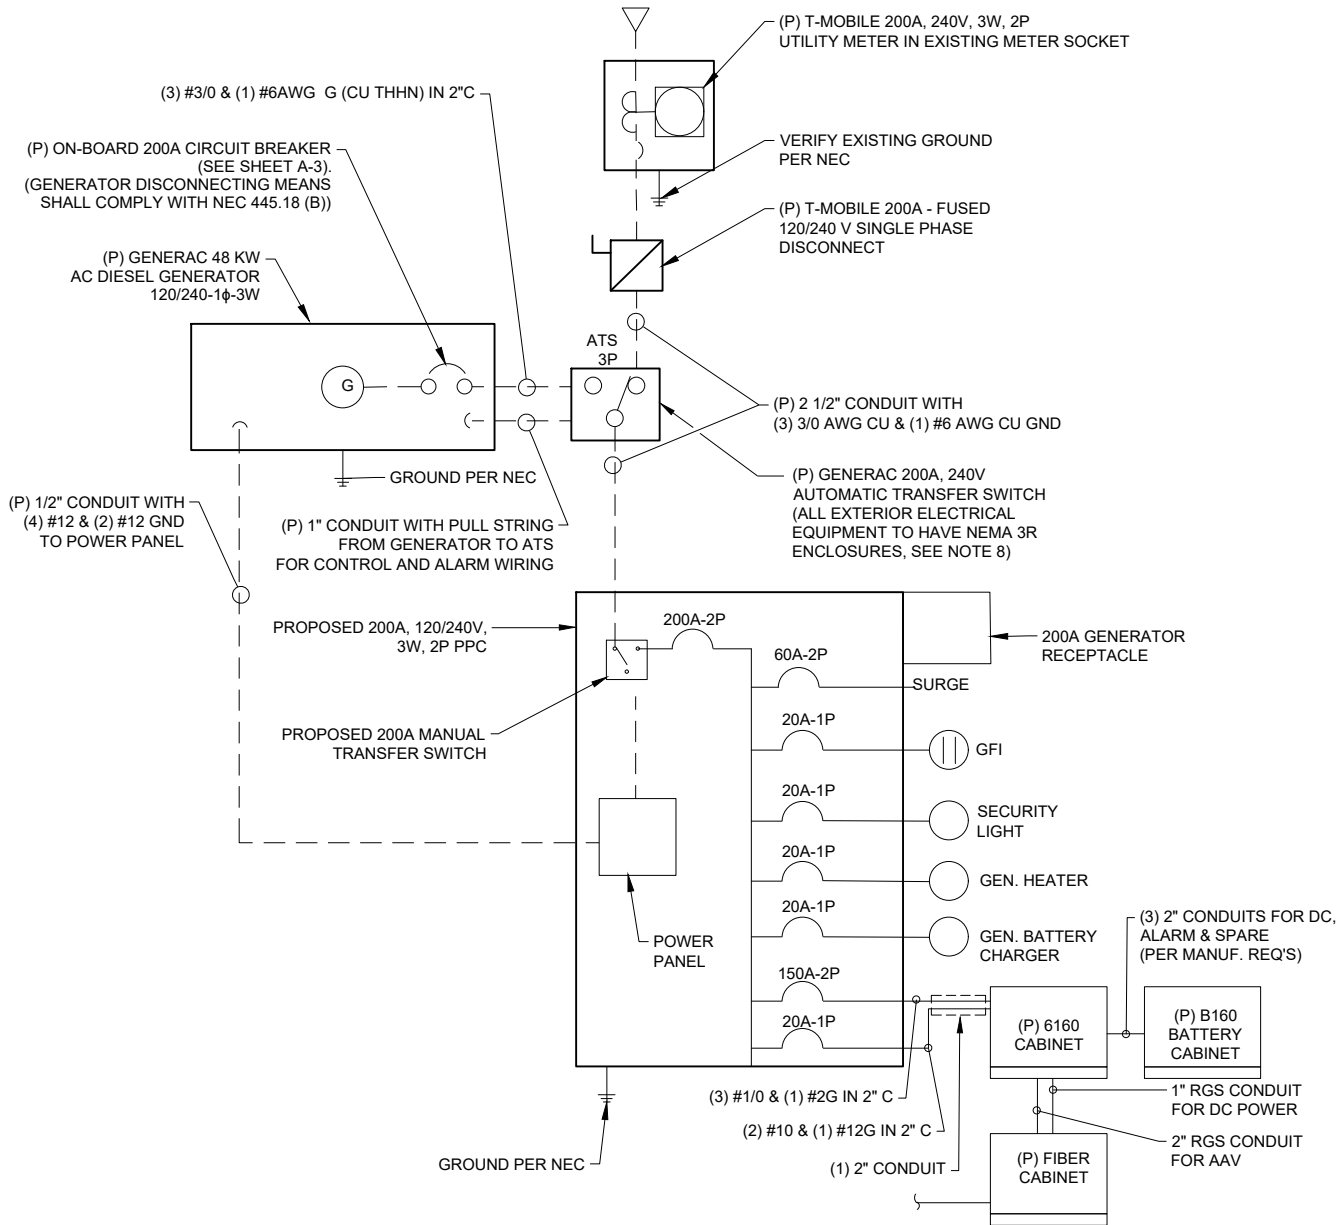 (P) T-MOBILE 200A, 240V, 3W, 2P
UTILITY METER IN EXISTING METER SOCKET
(3) #3/0 & (1) #6AWG G (CU THHN) IN 2"C
(P) ON-BOARD 200A CIRCUIT BREAKER
(SEE SHEET A-3).
(GENERATOR DISCONNECTING MEANS
SHALL COMPLY WITH NEC 445.18 (B))
VERIFY EXISTING GROUND
PER NEC
(P) T-MOBILE 200A - FUSED
120/240 V SINGLE PHASE
DISCONNECT
(P) GENERAC 48 KW
AC DIESEL GENERATOR
120/240-1ϕ-3W
ATS
3P
G
(P) 2 1/2" CONDUIT WITH
(3) 3/0 AWG CU & (1) #6 AWG CU GND
GROUND PER NEC
(P) GENERAC 200A, 240V
AUTOMATIC TRANSFER SWITCH
(ALL EXTERIOR ELECTRICAL
EQUIPMENT TO HAVE NEMA 3R
ENCLOSURES, SEE NOTE 8)
(P) 1/2" CONDUIT WITH
(4) #12 & (2) #12 GND
TO POWER PANEL
(P) 1" CONDUIT WITH PULL STRING
FROM GENERATOR TO ATS
FOR CONTROL AND ALARM WIRING
PROPOSED 200A, 120/240V,
3W, 2P PPC
200A-2P
200A GENERATOR
RECEPTACLE
60A-2P
SURGE
PROPOSED 200A MANUAL
TRANSFER SWITCH
20A-1P
GFI
20A-1P
SECURITY
LIGHT
20A-1P
GEN. HEATER
20A-1P
GEN. BATTERY
CHARGER
POWER
PANEL
(3) 2" CONDUITS FOR DC,
ALARM & SPARE
(PER MANUF. REQ'S)
150A-2P
20A-1P
(P) 6160
CABINET
(P) B160
BATTERY
CABINET
(3) #1/0 & (1) #2G IN 2" C
(2) #10 & (1) #12G IN 2" C
(1) 2" CONDUIT
1" RGS CONDUIT
FOR DC POWER
2" RGS CONDUIT
FOR AAV
GROUND PER NEC
(P) FIBER
CABINET